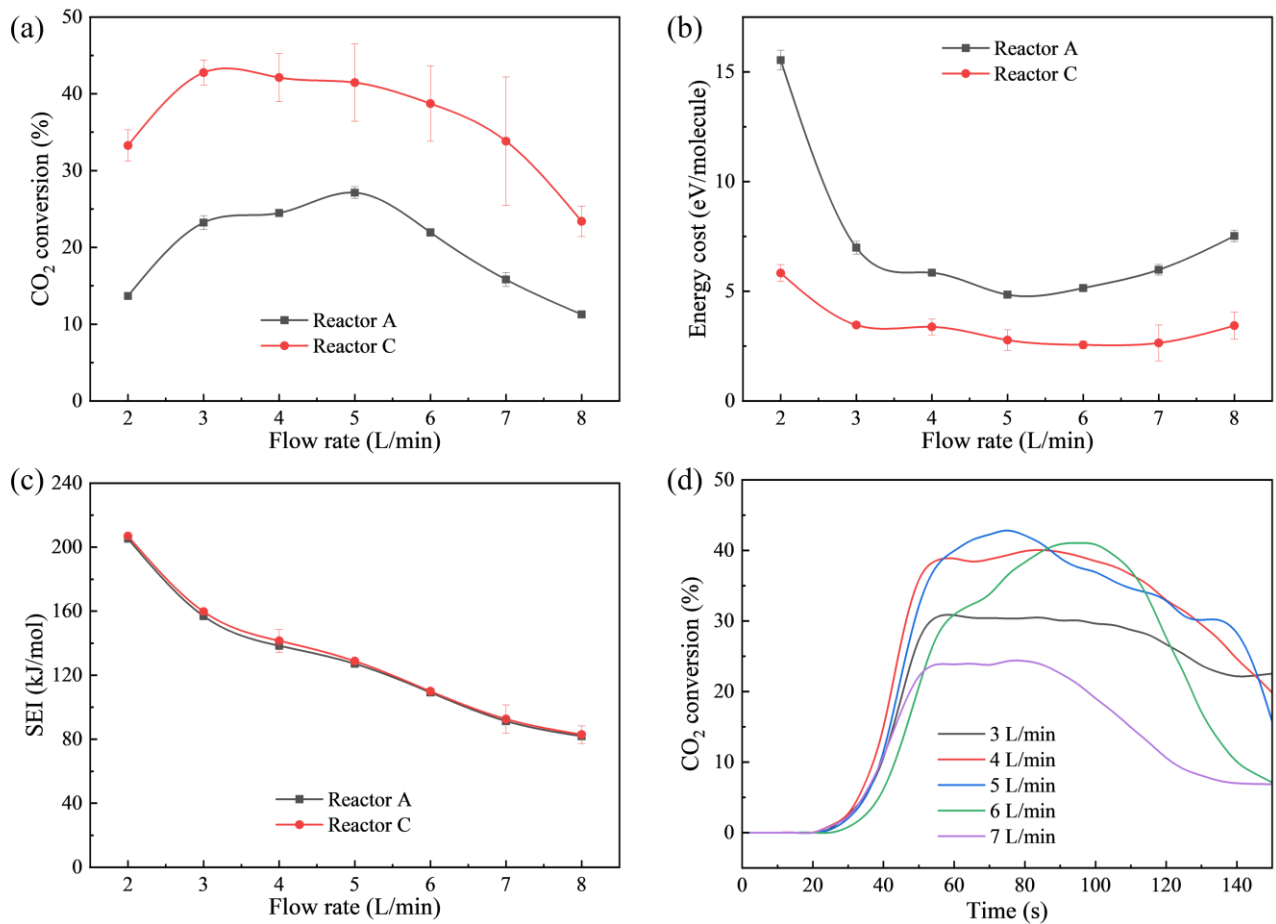 (a)
50
40
30
20
10
0
CO2 conversion (%)
Reactor A
Reactor C
2 3 4 5 6 7 8
Flow rate (L/min)
(b)
15
10
5
0
Energy cost (eV/molecule)
Reactor A
Reactor C
2 3 4 5 6 7 8
Flow rate (L/min)
(c)
240
200
160
120
80
40
0
SEI (kJ/mol)
Reactor A
Reactor C
2 3 4 5 6 7 8
Flow rate (L/min)
(d)
50
40
30
20
10
0
CO2 conversion (%)
3 L/min
4 L/min
5 L/min
6 L/min
7 L/min
0 20 40 60 80 100 120 140
Time (s)